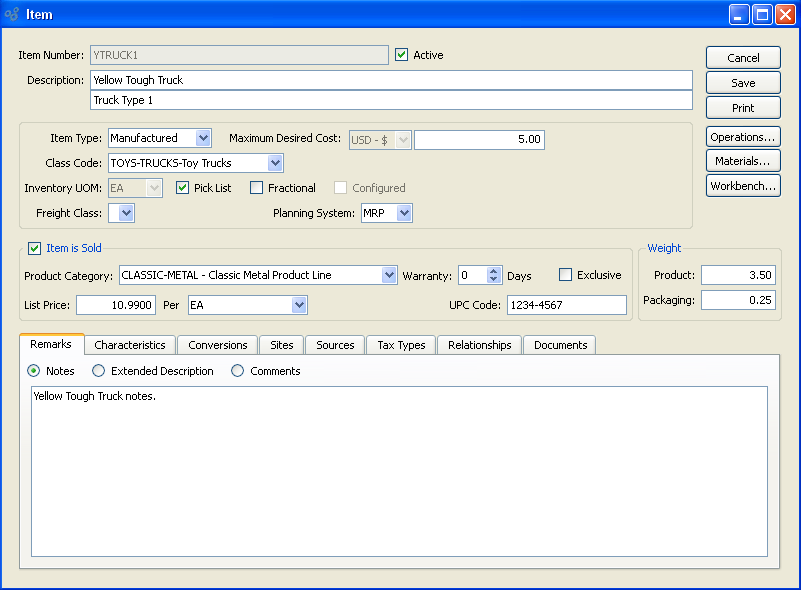 Item
Item Number: YTRUCK1 Active Cancel
Description: Yellow Tough Truck Save
Truck Type 1 Print
Item Type: Manufactured Maximum Desired Cost: USD - $ 5.00 Operations...
Class Code: TOYS-TRUCKS-Toy Trucks Materials...
Inventory UOM: EA Pick List Fractional Configured Workbench...
Freight Class: Planning System: MRP
Item is Sold Weight
Product Category: CLASSIC-METAL - Classic Metal Product Line Warranty: 0 Days Exclusive Product: 3.50
List Price: 10.9900 Per EA UPC Code: 1234-4567 Packaging: 0.25
Remarks Characteristics Conversions Sites Sources Tax Types Relationships Documents
Notes Extended Description Comments
Yellow Tough Truck notes.